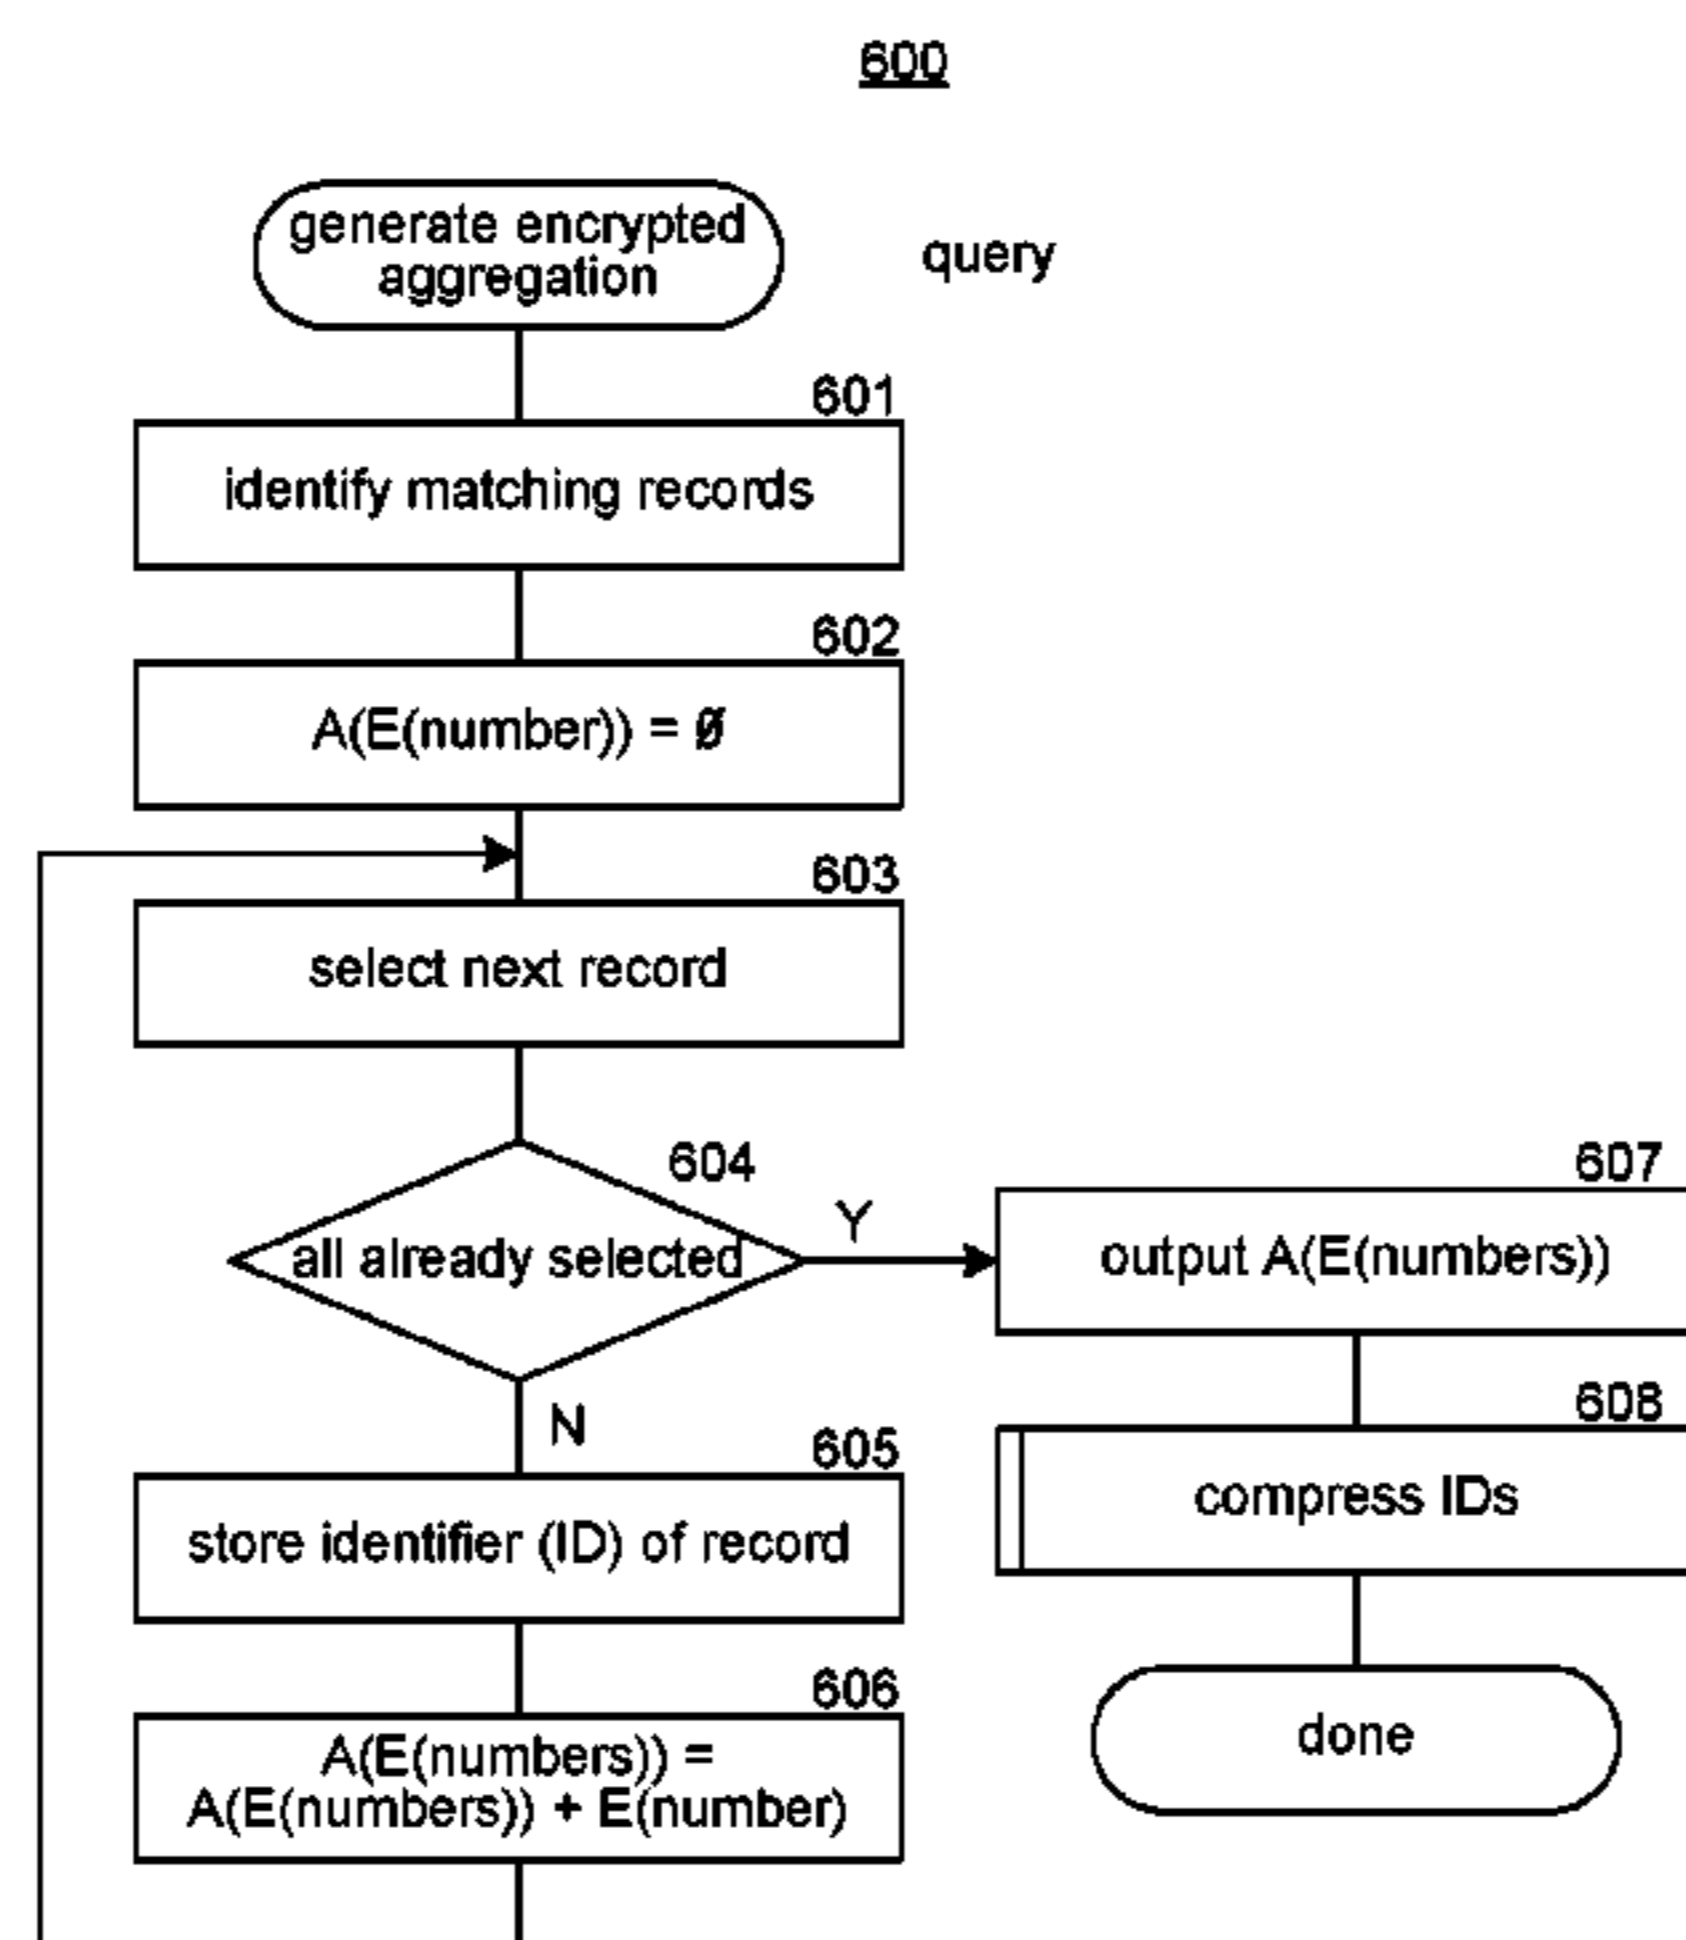 600
generate encrypted
aggregation
query
601
identify matching records
602
A(E(number)) = Ø
603
select next record
604
all already selected
Y
N
605
store identifier (ID) of record
606
A(E(numbers)) =
A(E(numbers)) + E(number)
607
output A(E(numbers))
608
compress IDs
done